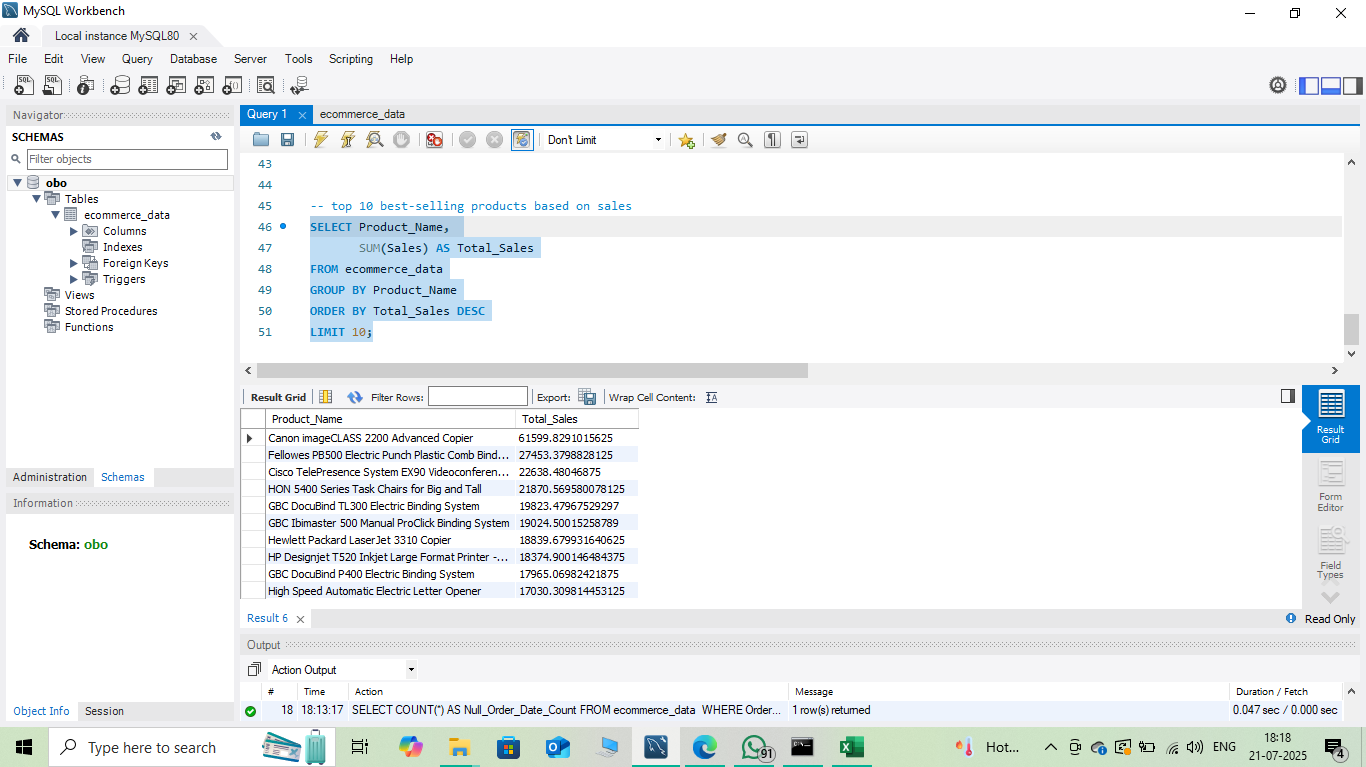 MySQL Workbench
Local instance MySQL80
File Edit View Query Database Server Tools Scripting Help
Navigator
SCHEMAS
Filter objects
obo
Tables
ecommerce_data
Columns
Indexes
Foreign Keys
Triggers
Views
Stored Procedures
Functions
Administration Schemas
Information
Schema: obo
Object Info Session
Query 1 ecommerce_data
Don't Limit
43
44
45 -- top 10 best-selling products based on sales
46 SELECT Product_Name,
47 SUM(Sales) AS Total_Sales
48 FROM ecommerce_data
49 GROUP BY Product_Name
50 ORDER BY Total_Sales DESC
51 LIMIT 10;
Result Grid Filter Rows: Export: Wrap Cell Content:
Product_Name Total_Sales
Canon imageCLASS 2200 Advanced Copier 61599.8291015625
Fellowes PB500 Electric Punch Plastic Comb Bind... 27453.3798828125
Cisco TelePresence System EX90 Videoconferen... 22638.48046875
HON 5400 Series Task Chairs for Big and Tall 21870.569580078125
GBC DocuBind TL300 Electric Binding System 19823.47967529297
GBC Ibimaster 500 Manual ProClick Binding System 19024.50015258789
Hewlett Packard LaserJet 3310 Copier 18839.679931640625
HP Designjet T520 Inkjet Large Format Printer -... 18374.900146484375
GBC DocuBind P400 Electric Binding System 17965.06982421875
High Speed Automatic Electric Letter Opener 17030.309814453125
Result Grid
Form Editor
Field Types
Result 6 Read Only
Output
Action Output
# Time Action Message Duration / Fetch
18 18:13:17 SELECT COUNT(*) AS Null_Order_Date_Count FROM ecommerce_data WHERE Order... 1 row(s) returned 0.047 sec / 0.000 sec
Type here to search
91
Hot...
ENG
18:18
21-07-2025
4